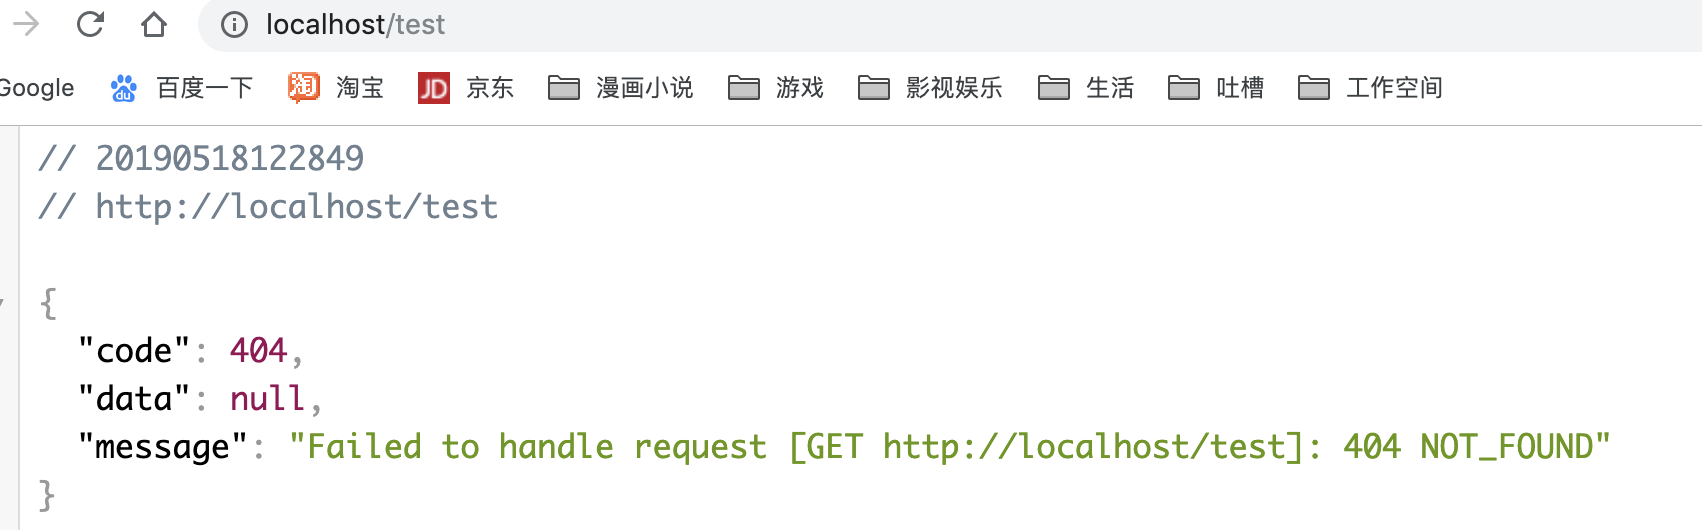 localhost/test
Google 百度一下 淘 淘宝 JD 京东 漫画小说 游戏 影视娱乐 生活 吐槽 工作空间
// 20190518122849
// http://localhost/test
{
"code": 404,
"data": null,
"message": "Failed to handle request [GET http://localhost/test]: 404 NOT_FOUND"
}